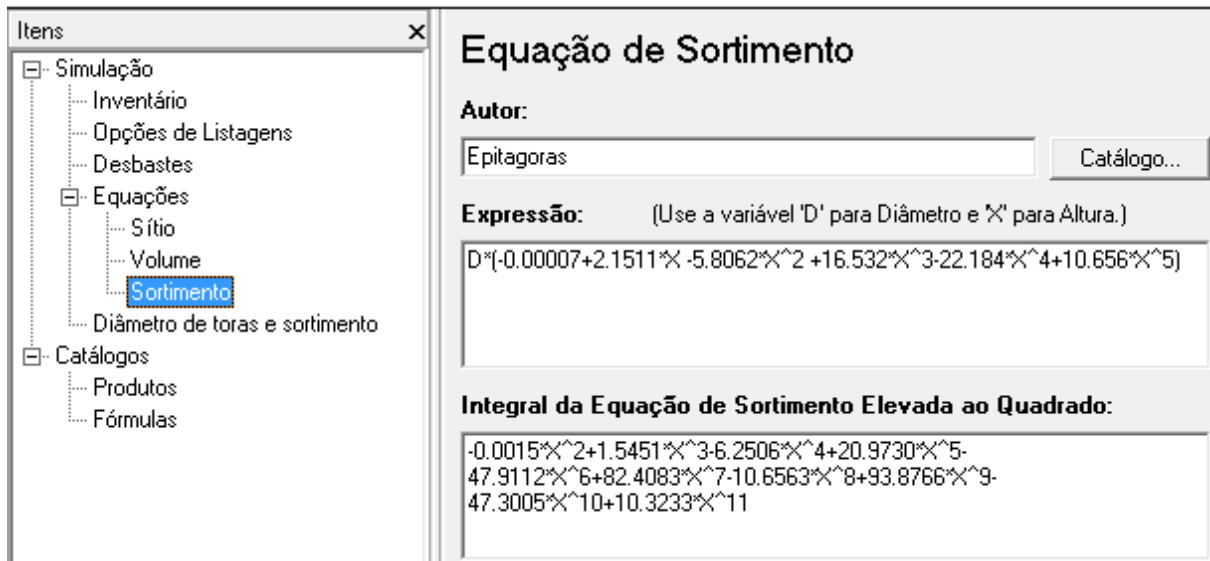 Itens
Simulação
Inventário
Opções de Listagens
Desbastes
Equações
Sítio
Volume
Sortimento
Diâmetro de toras e sortimento
Catálogos
Produtos
Fórmulas
Equação de Sortimento
Autor:
Epitagoras
Catálogo...
Expressão: (Use a variável 'D' para Diâmetro e 'X' para Altura.)
D*(-0.00007+2.1511*X -5.8062*X^2 +16.532*X^3-22.184*X^4+10.656*X^5)
Integral da Equação de Sortimento Elevada ao Quadrado:
-0.0015*X^2+1.5451*X^3-6.2506*X^4+20.9730*X^5-
47.9112*X^6+82.4083*X^7-10.6563*X^8+93.8766*X^9-
47.3005*X^10+10.3233*X^11